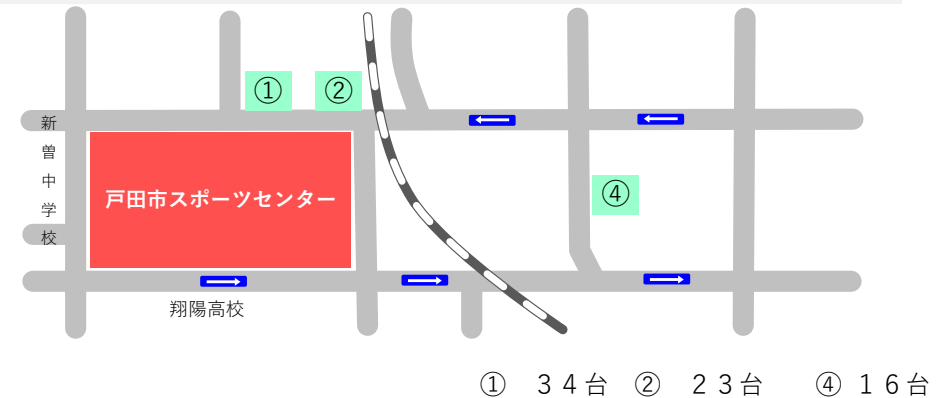 ① ②
新曽中学校
戸田市スポーツセンター
④
翔陽高校
① ３４台 ② ２３台 ④ １６台